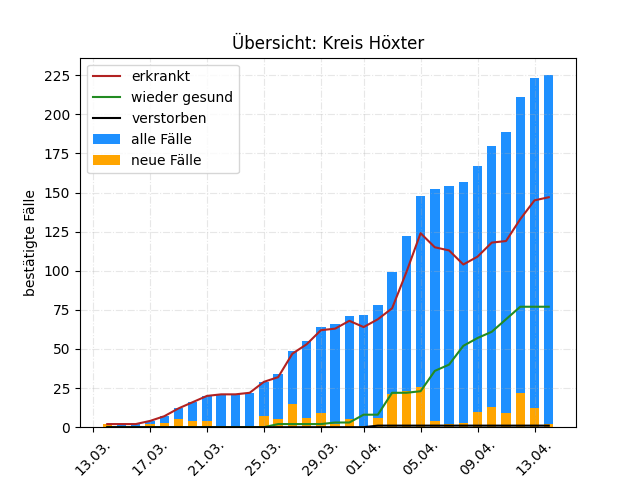 Übersicht: Kreis Höxter
erkrankt
wieder gesund
verstorben
alle Fälle
neue Fälle
bestätigte Fälle
225
200
175
150
125
100
75
50
25
0
13.03.
17.03.
21.03.
25.03.
29.03.
01.04.
05.04.
09.04.
13.04.